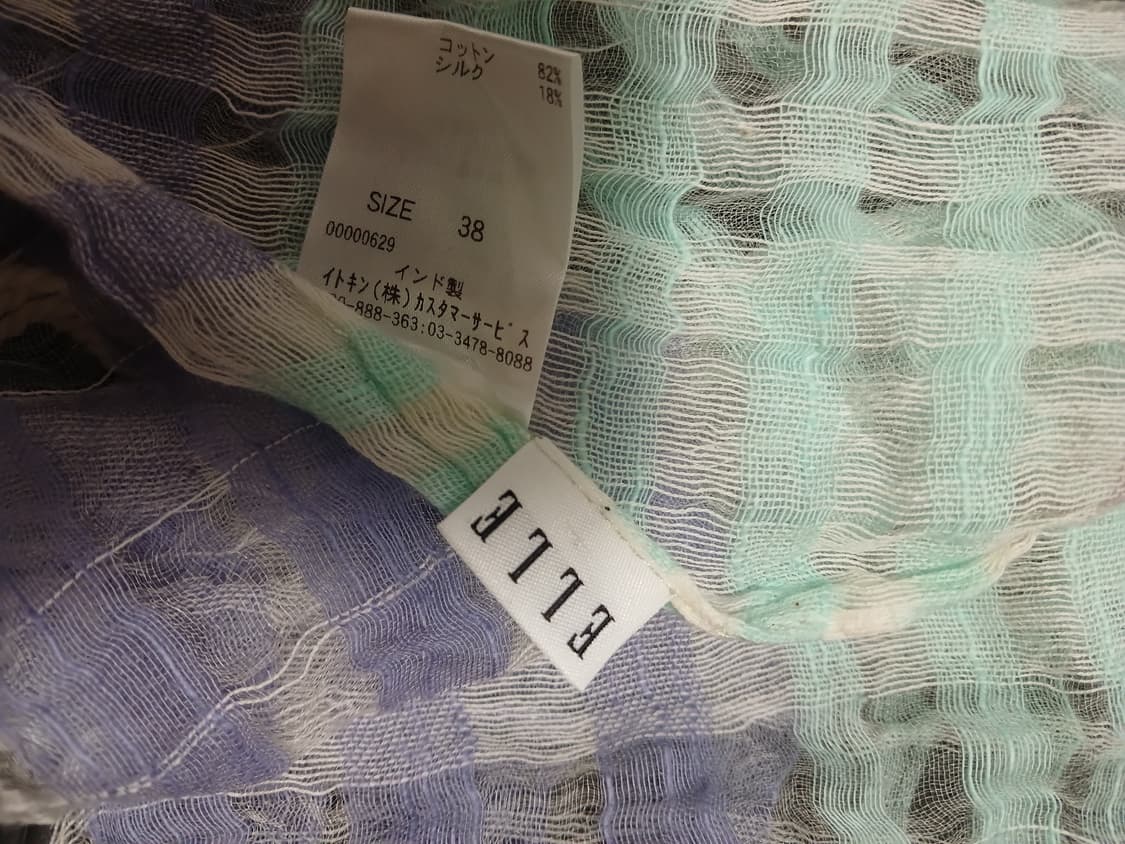 コットン 82%
シルク 18%
SIZE 38
00000629
インド製
イトキン(株)カスタマーサービス
-888-363:03-3478-8088
ELLE